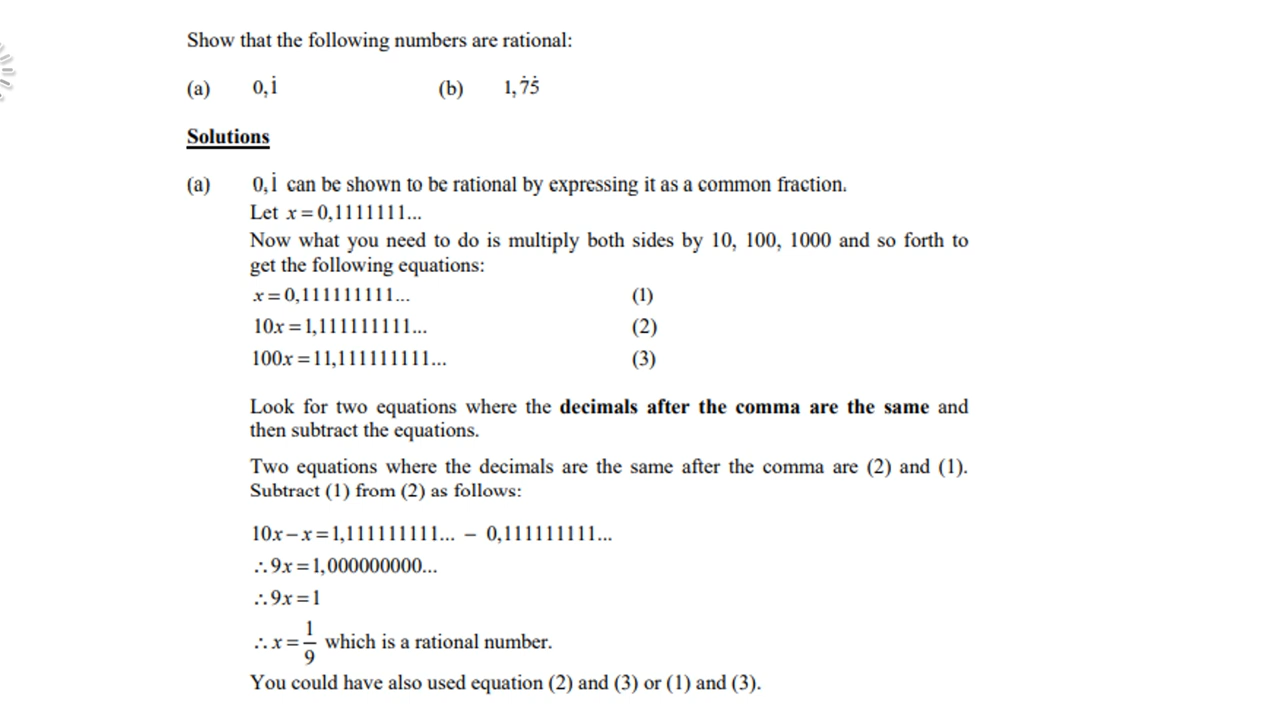 Show that the following numbers are rational:
(a) 0,1̇ (b) 1,7̇5̇
Solutions
(a) 0,1̇ can be shown to be rational by expressing it as a common fraction.
Let x = 0,1111111...
Now what you need to do is multiply both sides by 10, 100, 1000 and so forth to
get the following equations:
x = 0,111111111... (1)
10x = 1,111111111... (2)
100x = 11,111111111... (3)
Look for two equations where the decimals after the comma are the same and
then subtract the equations.
Two equations where the decimals are the same after the comma are (2) and (1).
Subtract (1) from (2) as follows:
10x − x = 1,111111111... − 0,111111111...
∴ 9x = 1,000000000...
∴ 9x = 1
∴ x = 1/9 which is a rational number.
You could have also used equation (2) and (3) or (1) and (3).